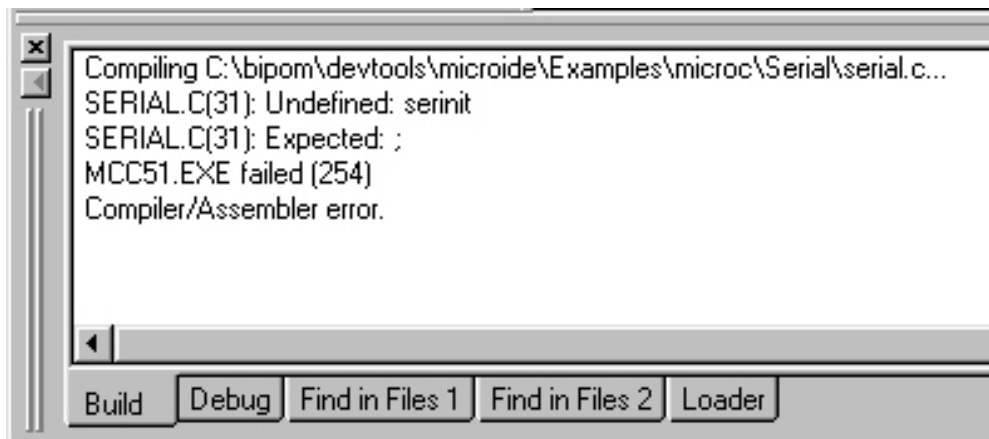 Compiling C:\bipom\devtools\microide\Examples\microc\Serial\serial.c...
SERIAL.C(31): Undefined: serinit
SERIAL.C(31): Expected: ;
MCC51.EXE failed (254)
Compiler/Assembler error.
Build Debug Find in Files 1 Find in Files 2 Loader